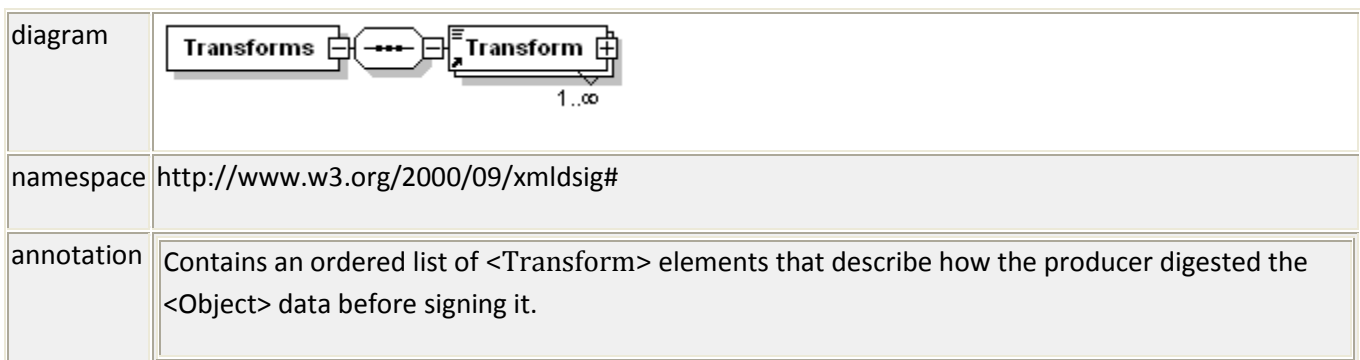 diagram
Transforms
Transform
1..∞
namespace http://www.w3.org/2000/09/xmldsig#
annotation
Contains an ordered list of <Transform> elements that describe how the producer digested the
<Object> data before signing it.